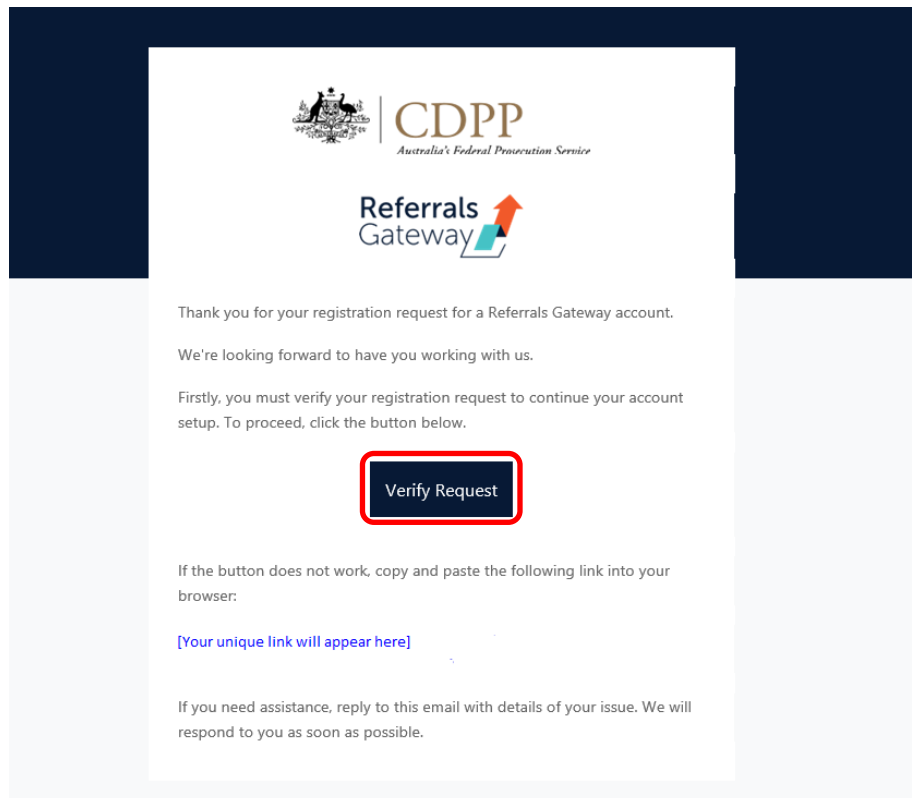 CDPP
Australia's Federal Prosecution Service
Referrals
Gateway
Thank you for your registration request for a Referrals Gateway account.
We're looking forward to have you working with us.
Firstly, you must verify your registration request to continue your account
setup. To proceed, click the button below.
Verify Request
If the button does not work, copy and paste the following link into your
browser:
[Your unique link will appear here]
If you need assistance, reply to this email with details of your issue. We will
respond to you as soon as possible.